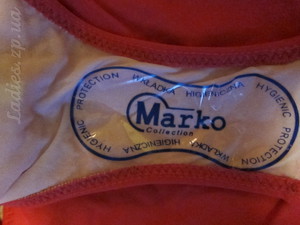 HYGIENIC PROTECTION WKŁADKA HIGIENICZNA HYGIENIC PROTECTION WKŁADKA HIGIENICZNA
Marko
Collection
Ladies.zp.ua